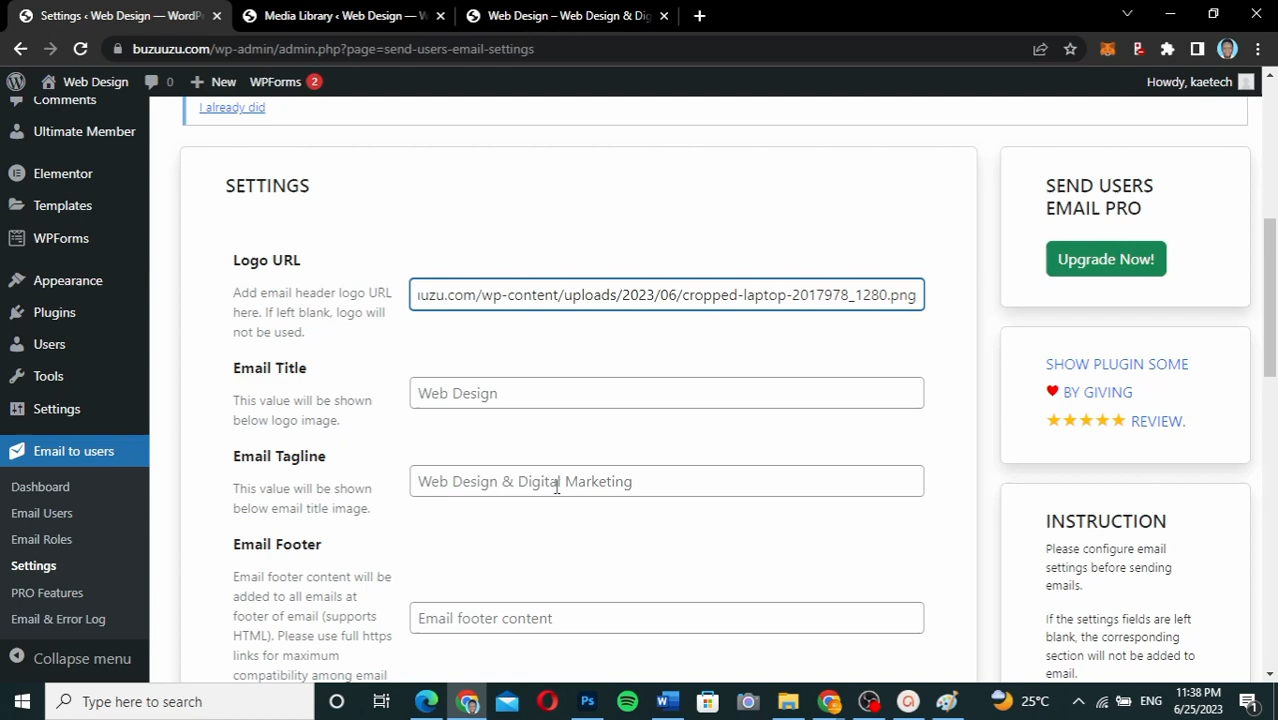 Settings ‹ Web Design — WordPr
Media Library ‹ Web Design — W
Web Design – Web Design & Dig
buzuuzu.com/wp-admin/admin.php?page=send-users-email-settings
Web Design
0
New
WPForms
2
Howdy, kaetech
Comments
Ultimate Member
Elementor
Templates
WPForms
Appearance
Plugins
Users
Tools
Settings
Email to users
Dashboard
Email Users
Email Roles
Settings
PRO Features
Email & Error Log
Collapse menu
I already did
SETTINGS
Logo URL
Add email header logo URL
here. If left blank, logo will
not be used.
uzu.com/wp-content/uploads/2023/06/cropped-laptop-2017978_1280.png
Email Title
This value will be shown
below logo image.
Web Design
Email Tagline
This value will be shown
below email title image.
Web Design & Digital Marketing
Email Footer
Email footer content will be
added to all emails at
footer of email (supports
HTML). Please use full https
links for maximum
compatibility among email
Email footer content
SEND USERS
EMAIL PRO
Upgrade Now!
SHOW PLUGIN SOME
BY GIVING
REVIEW.
INSTRUCTION
Please configure email
settings before sending
emails.
If the settings fields are left
blank, the corresponding
section will not be added to
email.
Type here to search
Ps
25°C
ENG
11:38 PM
6/25/2023
1